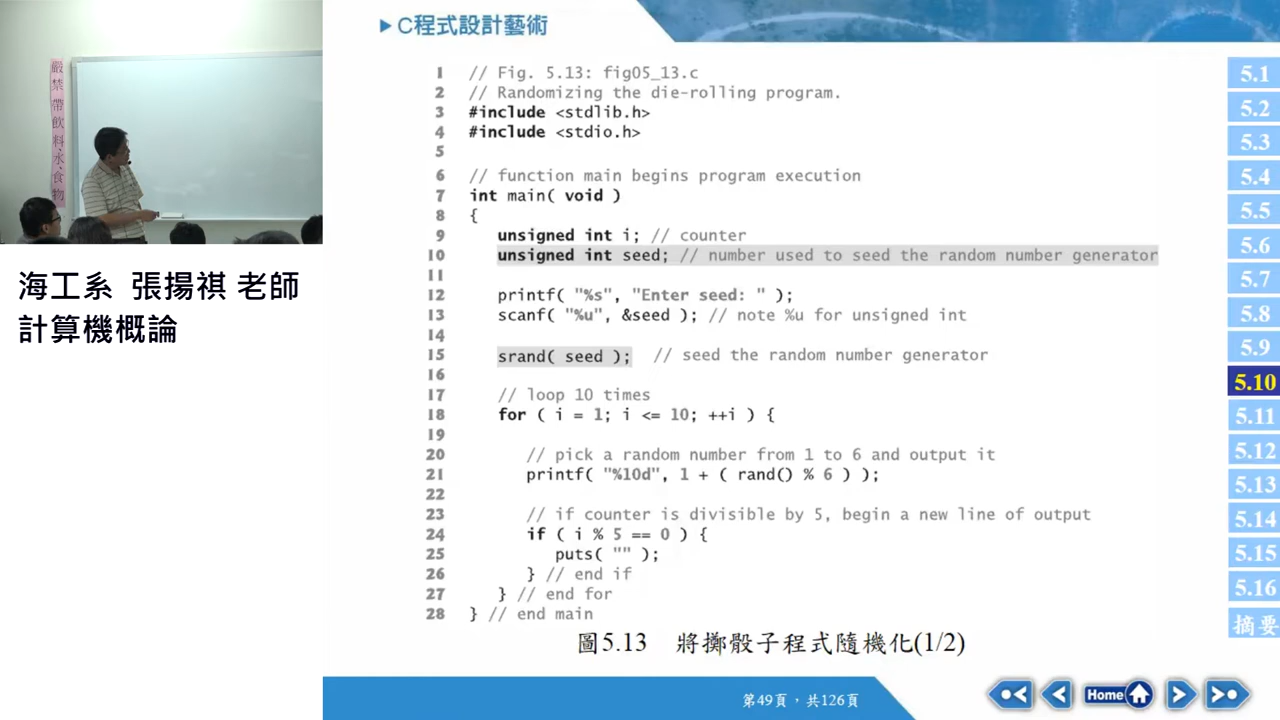 嚴禁帶飲料、水、食物
海工系 張揚祺 老師
計算機概論
C程式設計藝術
1 // Fig. 5.13: fig05_13.c
2 // Randomizing the die-rolling program.
3 #include <stdlib.h>
4 #include <stdio.h>
5
6 // function main begins program execution
7 int main( void )
8 {
9 unsigned int i; // counter
10 unsigned int seed; // number used to seed the random number generator
11
12 printf( "%s", "Enter seed: " );
13 scanf( "%u", &seed ); // note %u for unsigned int
14
15 srand( seed ); // seed the random number generator
16
17 // loop 10 times
18 for ( i = 1; i <= 10; ++i ) {
19
20 // pick a random number from 1 to 6 and output it
21 printf( "%10d", 1 + ( rand() % 6 ) );
22
23 // if counter is divisible by 5, begin a new line of output
24 if ( i % 5 == 0 ) {
25 puts( "" );
26 } // end if
27 } // end for
28 } // end main
圖5.13 將擲骰子程式隨機化(1/2)
5.1
5.2
5.3
5.4
5.5
5.6
5.7
5.8
5.9
5.10
5.11
5.12
5.13
5.14
5.15
5.16
摘要
第49頁，共126頁
Home